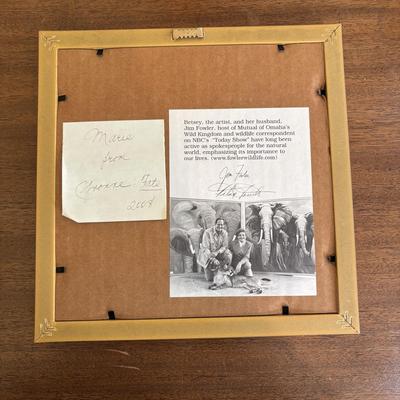 Marie
from
Yvonne
2008
Betsey, the artist, and her husband,
Jim Fowler, host of Mutual of Omaha's
Wild Kingdom and wildlife correspondent
on NBC's "Today Show" have long been
active as spokespeople for the natural
world, emphasizing its importance to
our lives. (www.fowlerwildlife.com)
Jim Fowler